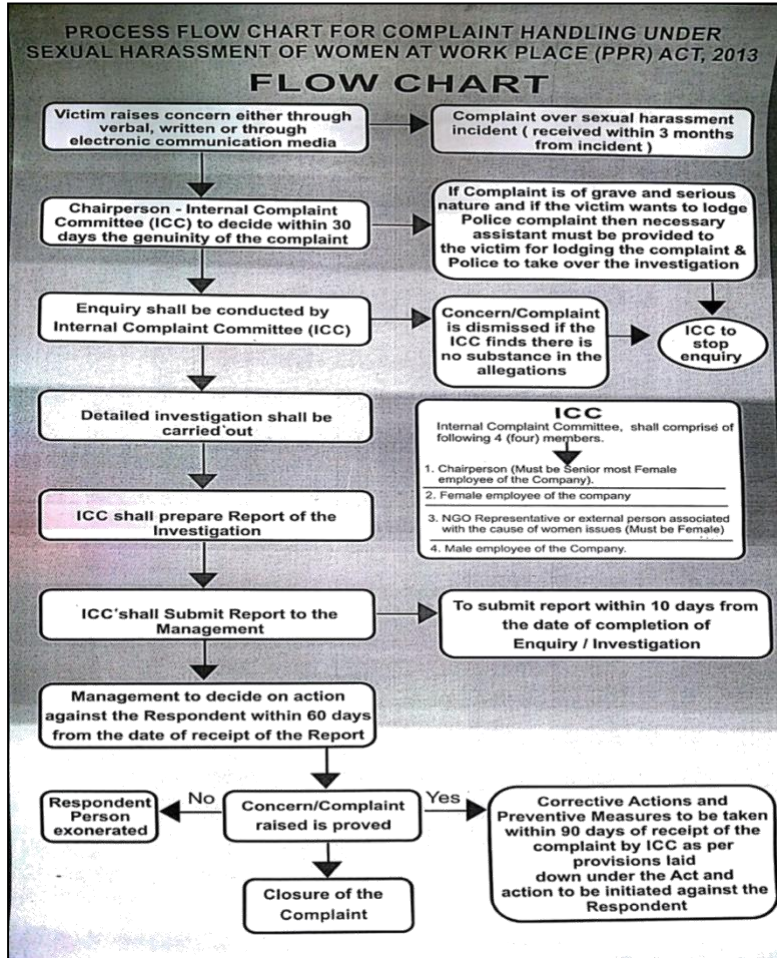 PROCESS FLOW CHART FOR COMPLAINT HANDLING UNDER
SEXUAL HARASSMENT OF WOMEN AT WORK PLACE (PPR) ACT, 2013
FLOW CHART
Victim raises concern either through
verbal, written or through
electronic communication media
Complaint over sexual harassment
incident ( received within 3 months
from incident )
Chairperson - Internal Complaint
Committee (ICC) to decide within 30
days the genuinity of the complaint
If Complaint is of grave and serious
nature and if the victim wants to lodge
Police complaint then necessary
assistant must be provided to
the victim for lodging the complaint &
Police to take over the investigation
Enquiry shall be conducted by
Internal Complaint Committee (ICC)
Concern/Complaint
is dismissed if the
ICC finds there is
no substance in the
allegations
ICC to
stop
enquiry
Detailed investigation shall be
carried out
ICC
Internal Complaint Committee, shall comprise of
following 4 (four) members.
1. Chairperson (Must be Senior most Female
employee of the Company).
2. Female employee of the company
3. NGO Representative or external person associated
with the cause of women issues (Must be Female)
4. Male employee of the Company.
ICC shall prepare Report of the
Investigation
ICC shall Submit Report to the
Management
To submit report within 10 days from
the date of completion of
Enquiry / Investigation
Management to decide on action
against the Respondent within 60 days
from the date of receipt of the Report
Respondent
Person
exonerated
No
Concern/Complaint
raised is proved
Yes
Corrective Actions and
Preventive Measures to be taken
within 90 days of receipt of the
complaint by ICC as per
provisions laid
down under the Act and
action to be initiated against the
Respondent
Closure of the
Complaint